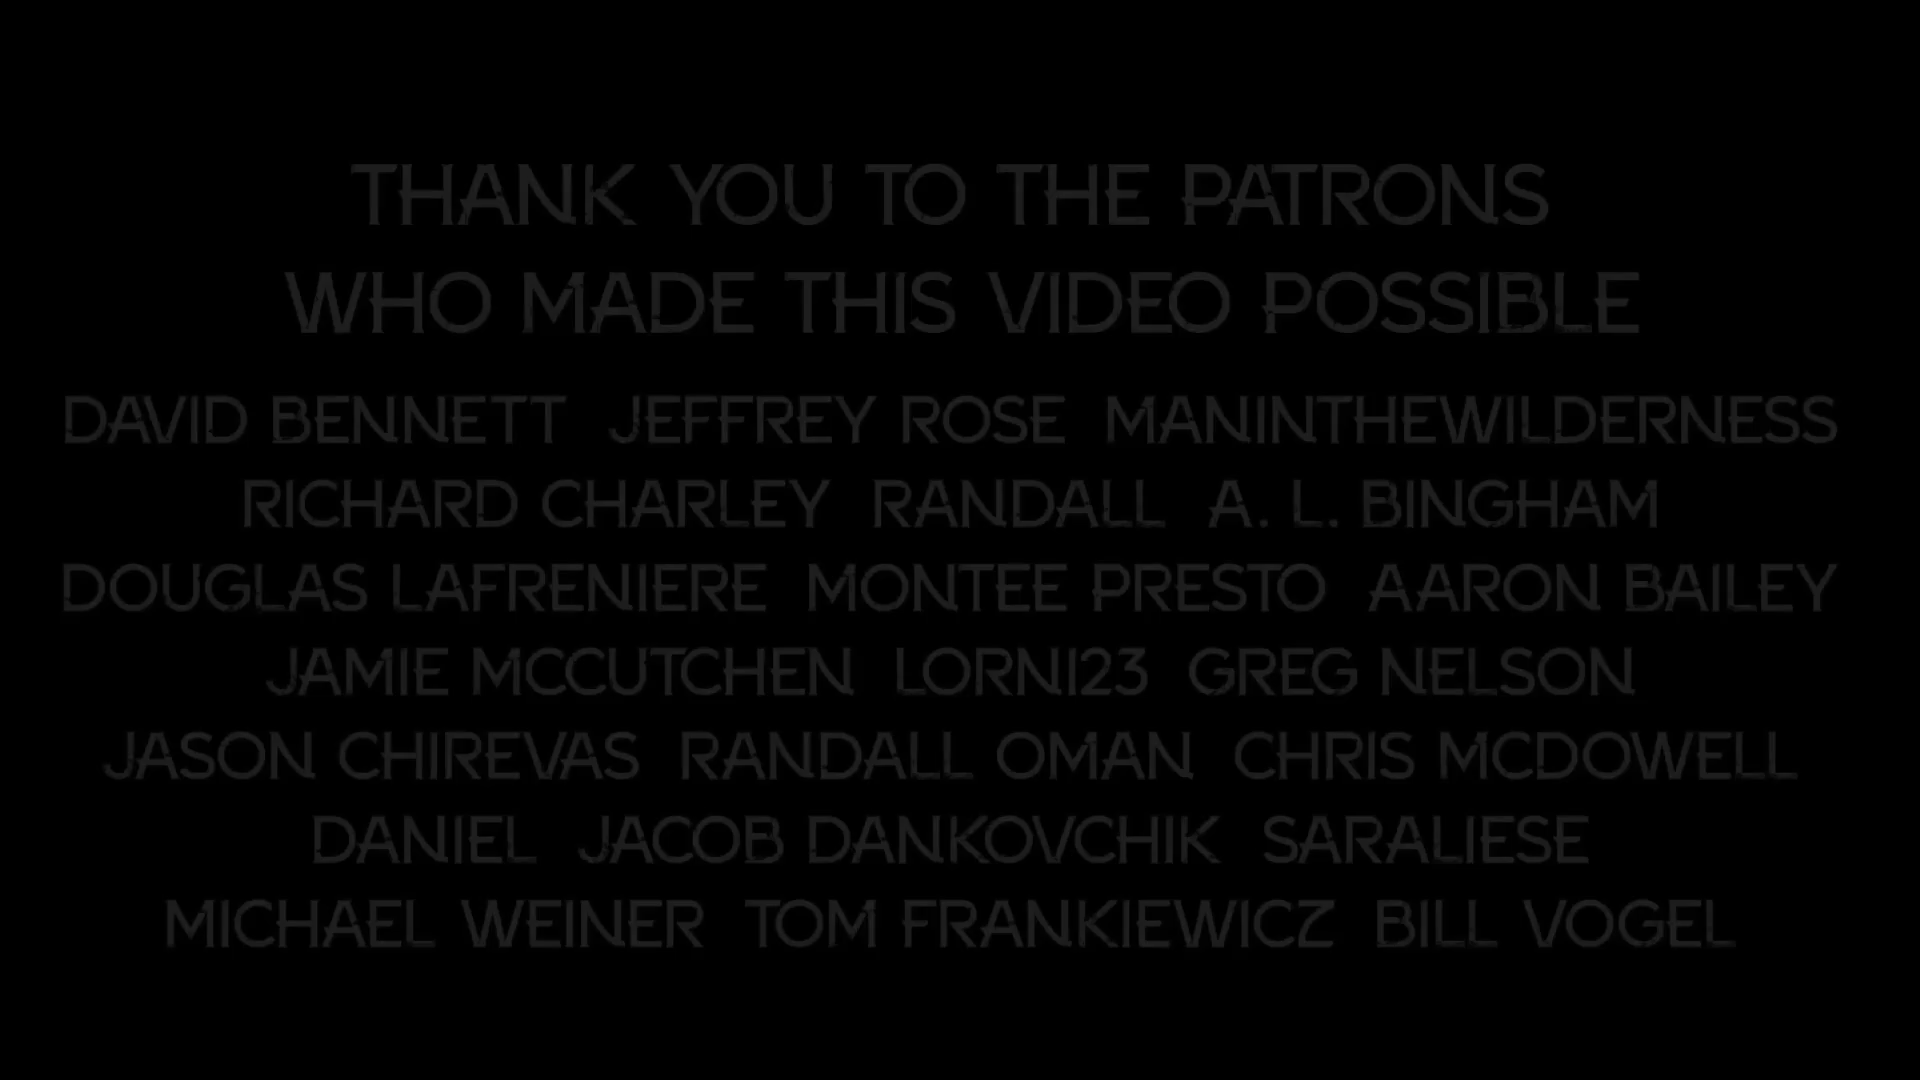 THANK YOU TO THE PATRONS
WHO MADE THIS VIDEO POSSIBLE
DAVID BENNETT JEFFREY ROSE MANINTHEWILDERNESS
RICHARD CHARLEY RANDALL A. L. BINGHAM
DOUGLAS LAFRENIERE MONTEE PRESTO AARON BAILEY
JAMIE MCCUTCHEN LORN123 GREG NELSON
JASON CHIREVAS RANDALL OMAN CHRIS MCDOWELL
DANIEL JACOB DANKOVCHIK SARALIESE
MICHAEL WEINER TOM FRANKIEWICZ BILL VOGEL